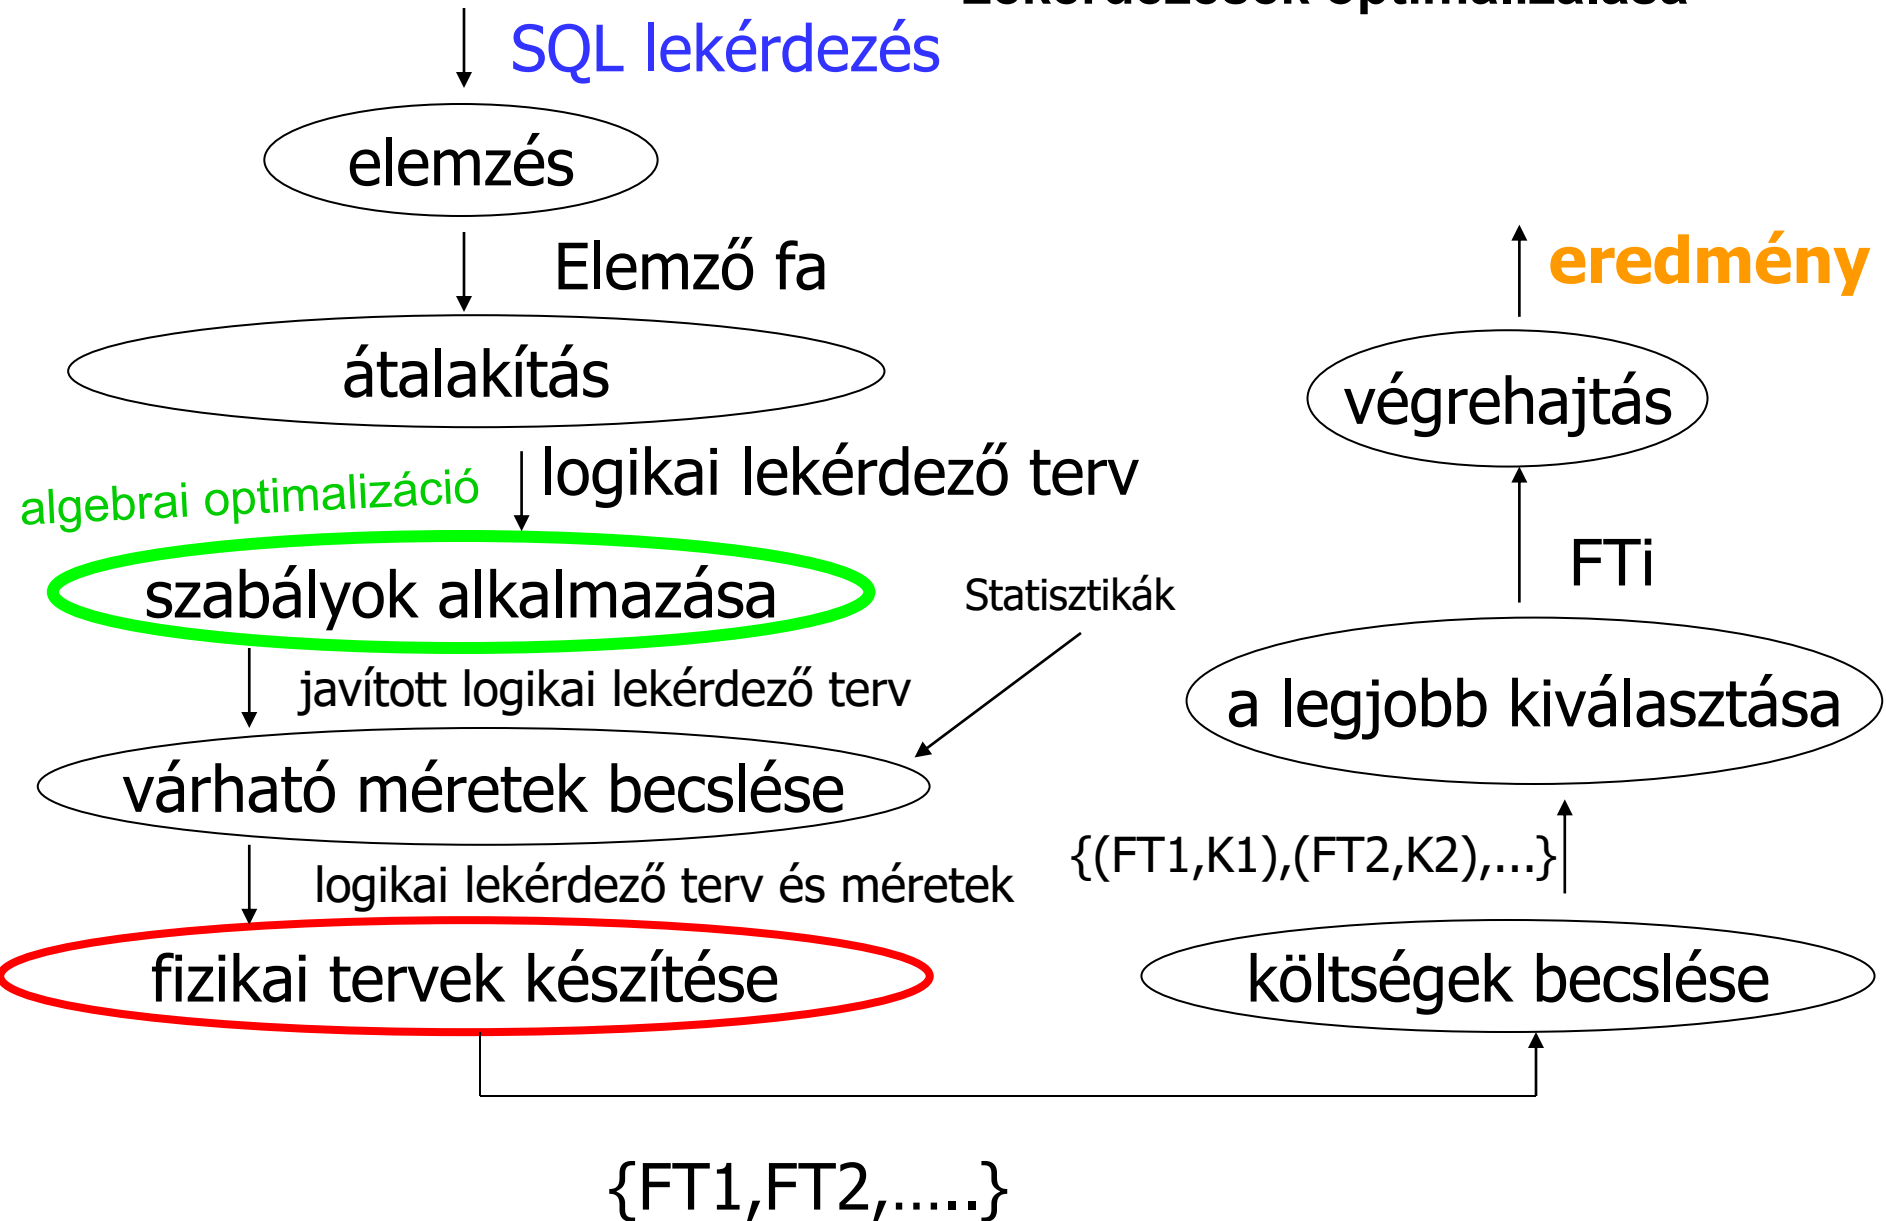 Lekérdezések optimalizálása
SQL lekérdezés
elemzés
Elemző fa
átalakítás
logikai lekérdező terv
algebrai optimalizáció
szabályok alkalmazása
Statisztikák
javított logikai lekérdező terv
várható méretek becslése
logikai lekérdező terv és méretek
fizikai tervek készítése
{FT1,FT2,…..}
költségek becslése
{(FT1,K1),(FT2,K2),...}
a legjobb kiválasztása
FTi
végrehajtás
eredmény